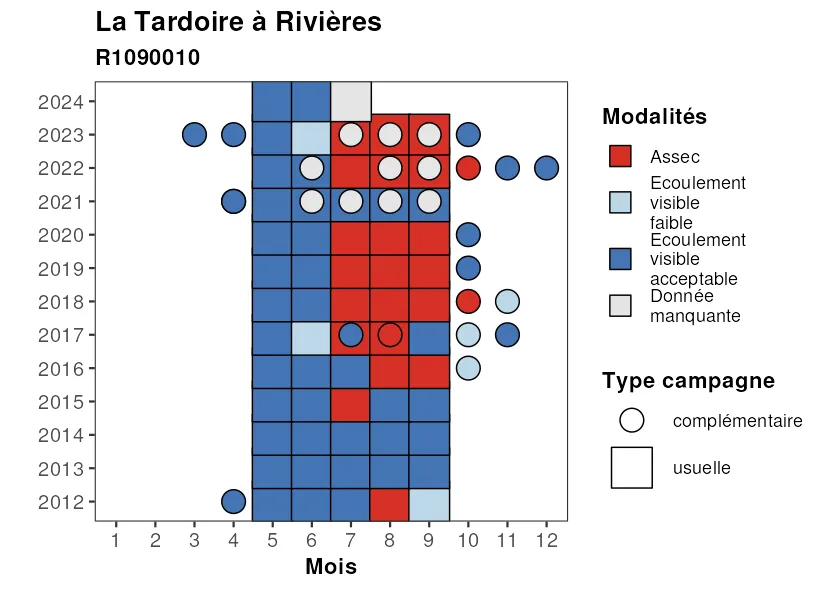 La Tardoire à Rivières
R1090010
2024
2023
2022
2021
2020
2019
2018
2017
2016
2015
2014
2013
2012
1 2 3 4 5 6 7 8 9 10 11 12
Mois
Modalités
Assec
Ecoulement
visible
faible
Ecoulement
visible
acceptable
Donnée
manquante
Type campagne
complémentaire
usuelle